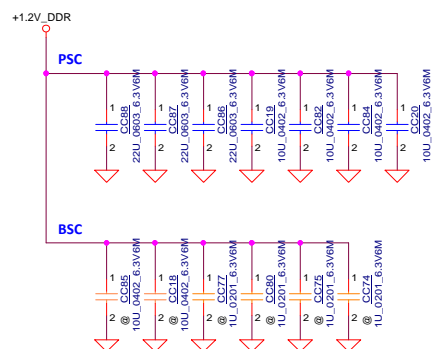 +1.2V_DDR
PSC
1
2
CC88
22U_0603_6.3V6M
1
2
CC87
22U_0603_6.3V6M
1
2
CC86
22U_0603_6.3V6M
1
2
CC19
10U_0402_6.3V6M
1
2
CC82
10U_0402_6.3V6M
1
2
CC84
10U_0402_6.3V6M
1
2
CC20
10U_0402_6.3V6M
BSC
1
2
@
CC85
10U_0402_6.3V6M
1
2
@
CC18
10U_0402_6.3V6M
1
2
@
CC77
1U_0201_6.3V6M
1
2
@
CC80
1U_0201_6.3V6M
1
2
@
CC75
1U_0201_6.3V6M
1
2
@
CC74
1U_0201_6.3V6M